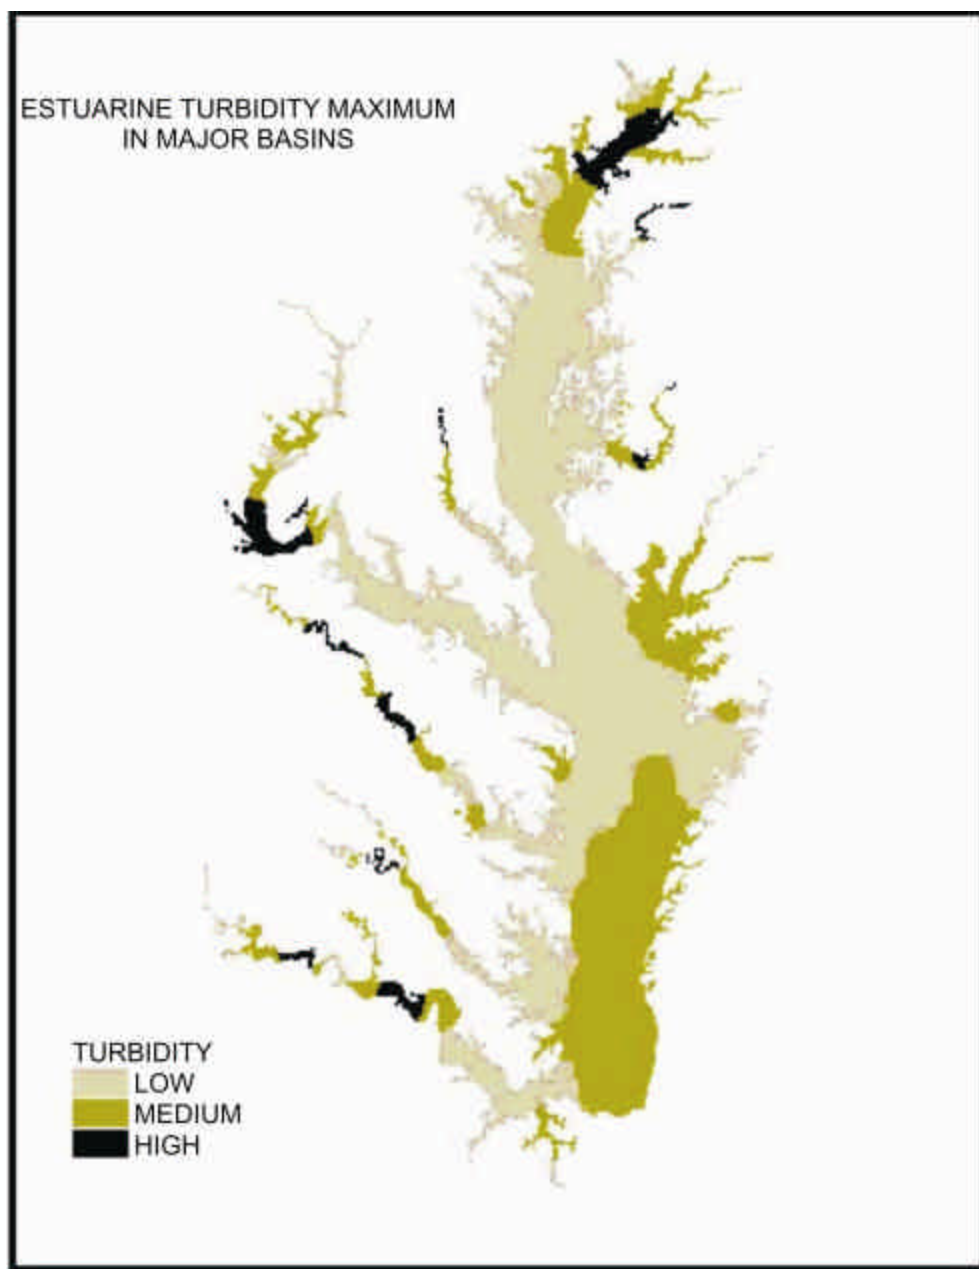 ESTUARINE TURBIDITY MAXIMUM
IN MAJOR BASINS
TURBIDITY
LOW
MEDIUM
HIGH